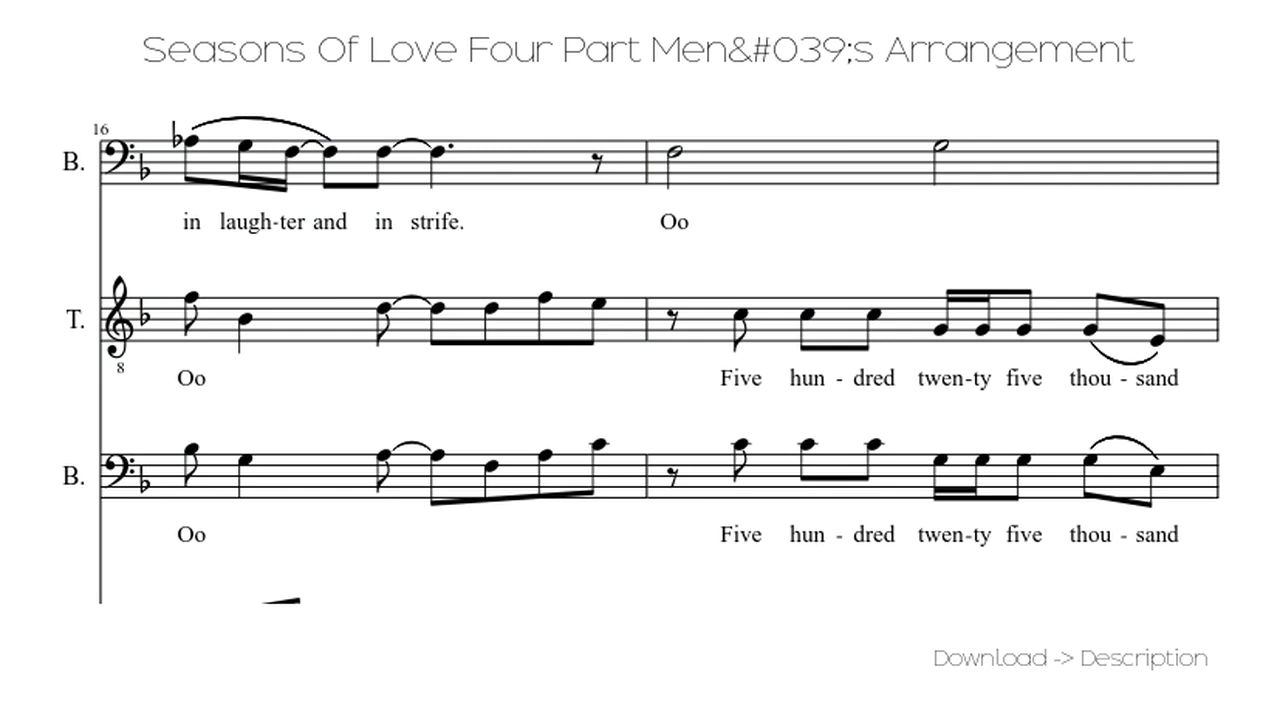 Seasons Of Love Four Part Men&#039;s Arrangement
16
B.
in laugh-ter and in strife. Oo
T.
8
Oo Five hun - dred twen-ty five thou - sand
B.
Oo Five hun - dred twen-ty five thou - sand
Download -> Description